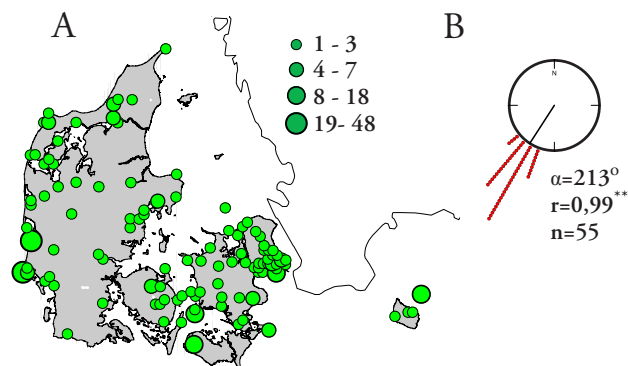 A
1 - 3
4 - 7
8 - 18
19- 48
B
N
α=213°
r=0,99**
n=55